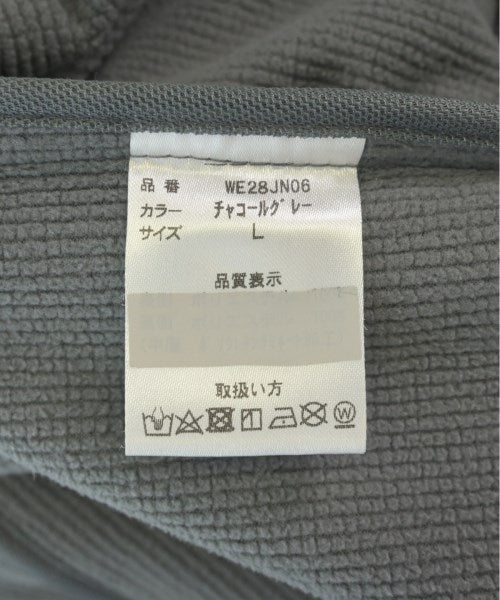 品番 WE28JN06
カラー チャコールグレー
サイズ L
品質表示
取扱い方